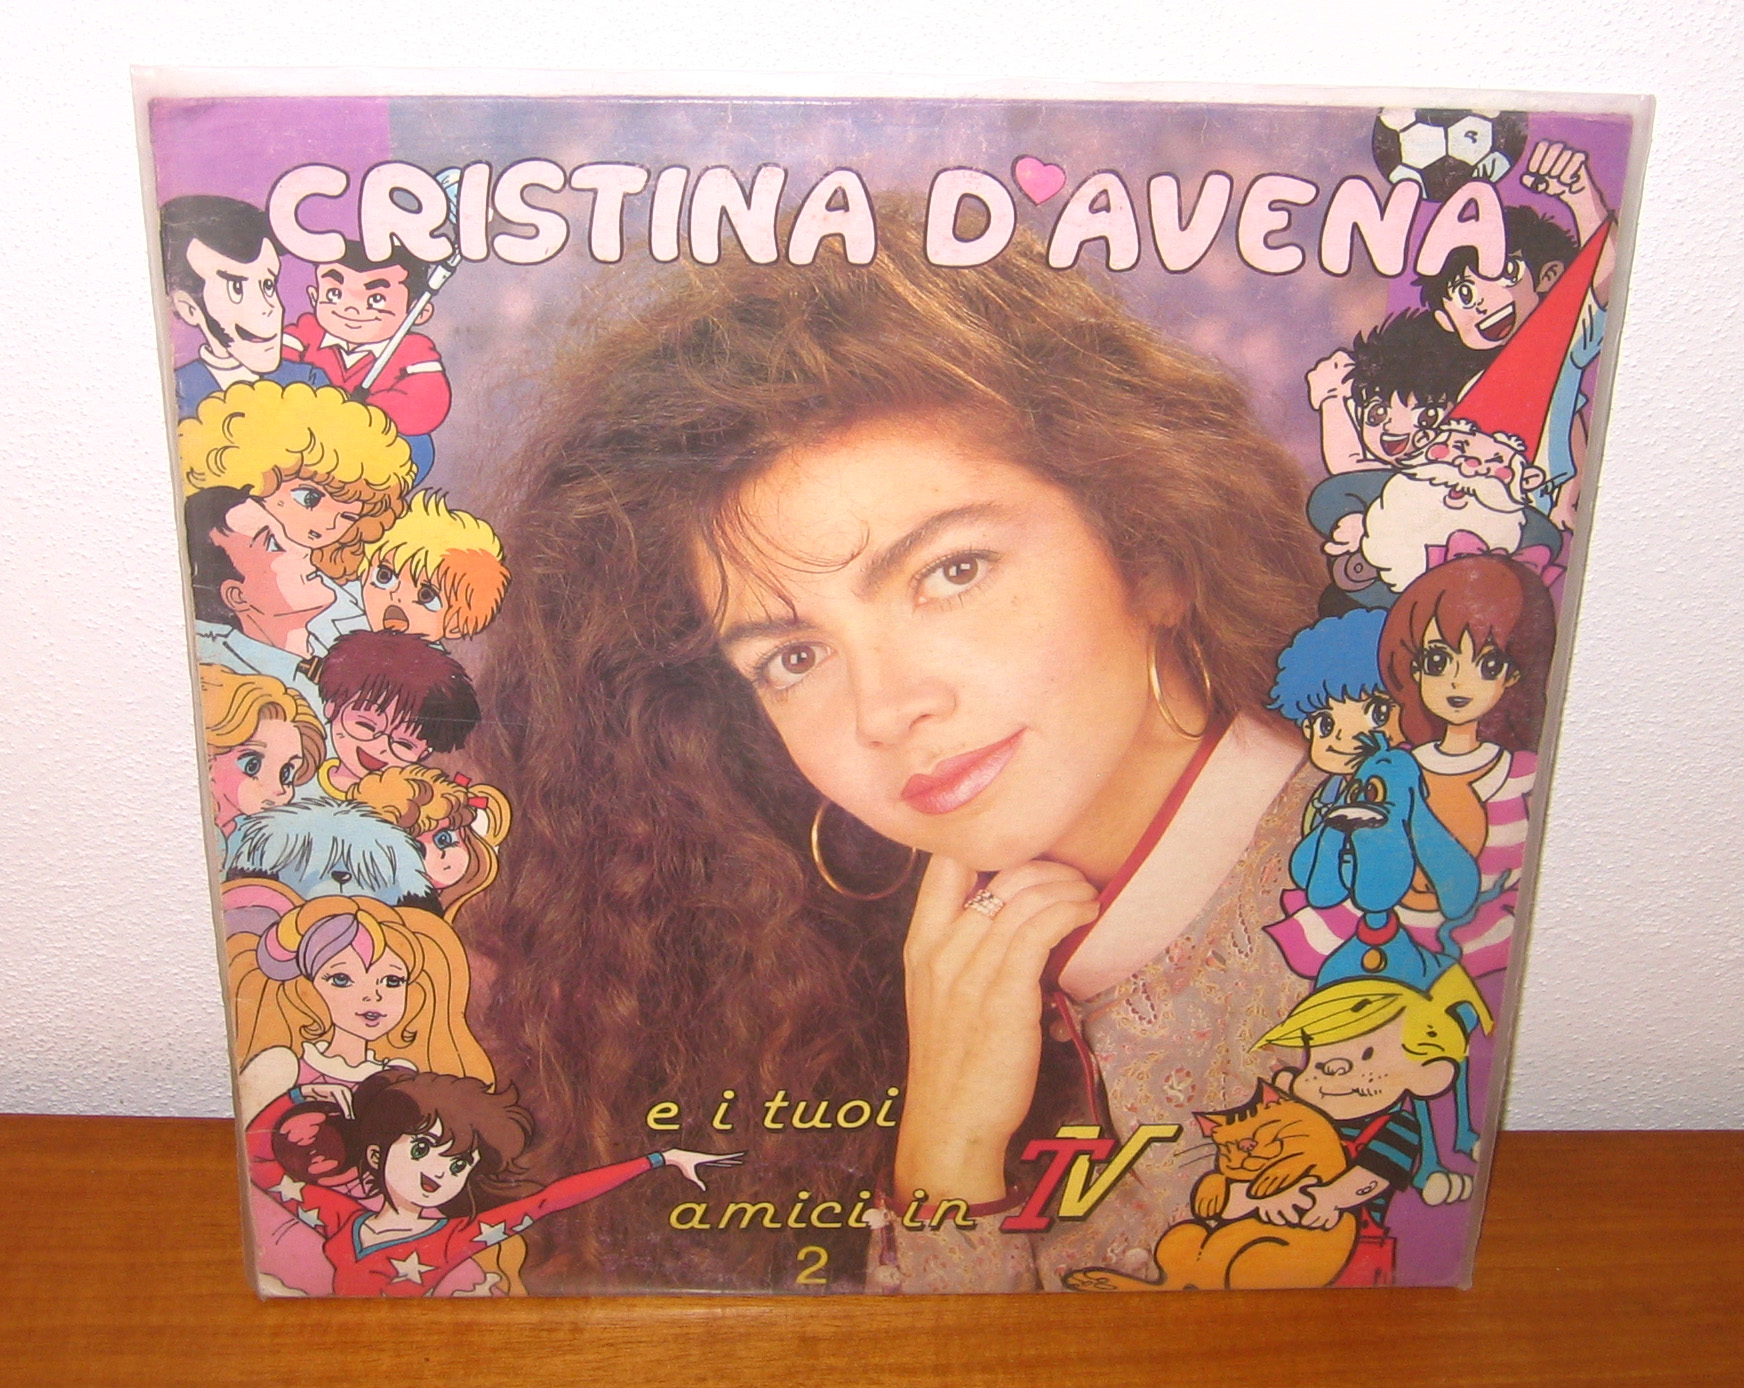 CRISTINA D'AVENA
e i tuoi
amici in TV
2